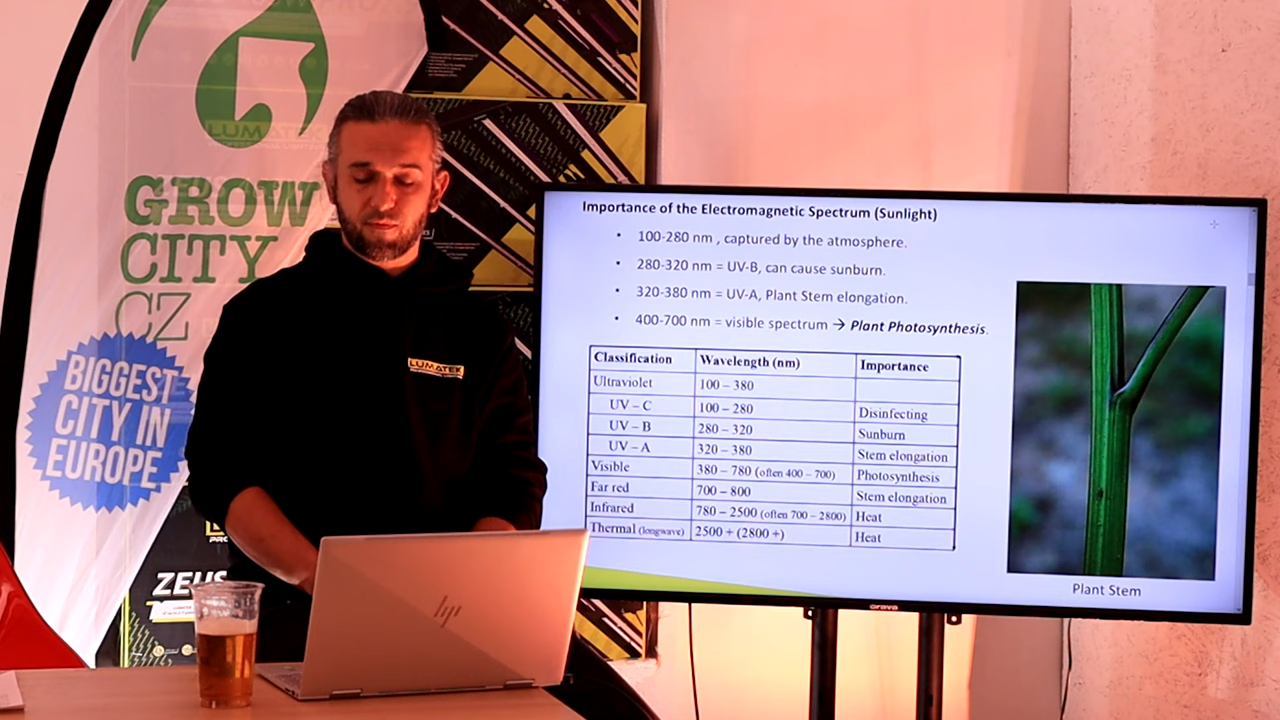 LUMATEK
GROW
CITY
CZ
BIGGEST
CITY IN
EUROPE
LUMATEK
ZEUS
hp
Importance of the Electromagnetic Spectrum (Sunlight)
• 100-280 nm , captured by the atmosphere.
• 280-320 nm = UV-B, can cause sunburn.
• 320-380 nm = UV-A, Plant Stem elongation.
• 400-700 nm = visible spectrum → Plant Photosynthesis.
Classification Wavelength (nm) Importance
Ultraviolet 100 – 380
UV – C 100 – 280 Disinfecting
UV – B 280 – 320 Sunburn
UV – A 320 – 380 Stem elongation
Visible 380 – 780 (often 400 – 700) Photosynthesis
Far red 700 – 800 Stem elongation
Infrared 780 – 2500 (often 700 – 2800) Heat
Thermal (longwave) 2500 + (2800 +) Heat
Plant Stem
orava